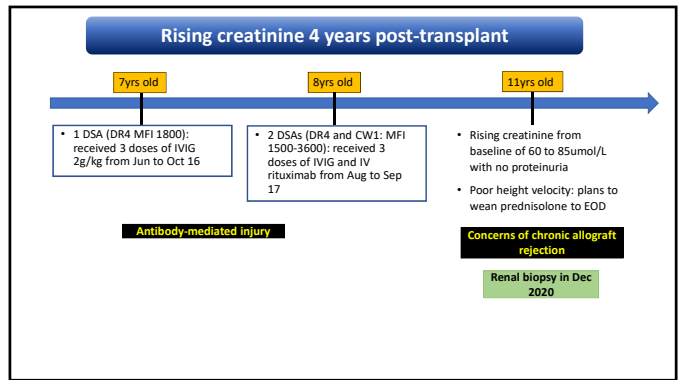 Rising creatinine 4 years post-transplant
7yrs old
8yrs old
11yrs old
• 1 DSA (DR4 MFI 1800):
received 3 doses of IVIG
2g/kg from Jun to Oct 16
• 2 DSAs (DR4 and CW1: MFI
1500-3600): received 3
doses of IVIG and IV
rituximab from Aug to Sep
17
• Rising creatinine from
baseline of 60 to 85umol/L
with no proteinuria
• Poor height velocity: plans to
wean prednisolone to EOD
Antibody-mediated injury
Concerns of chronic allograft
rejection
Renal biopsy in Dec
2020